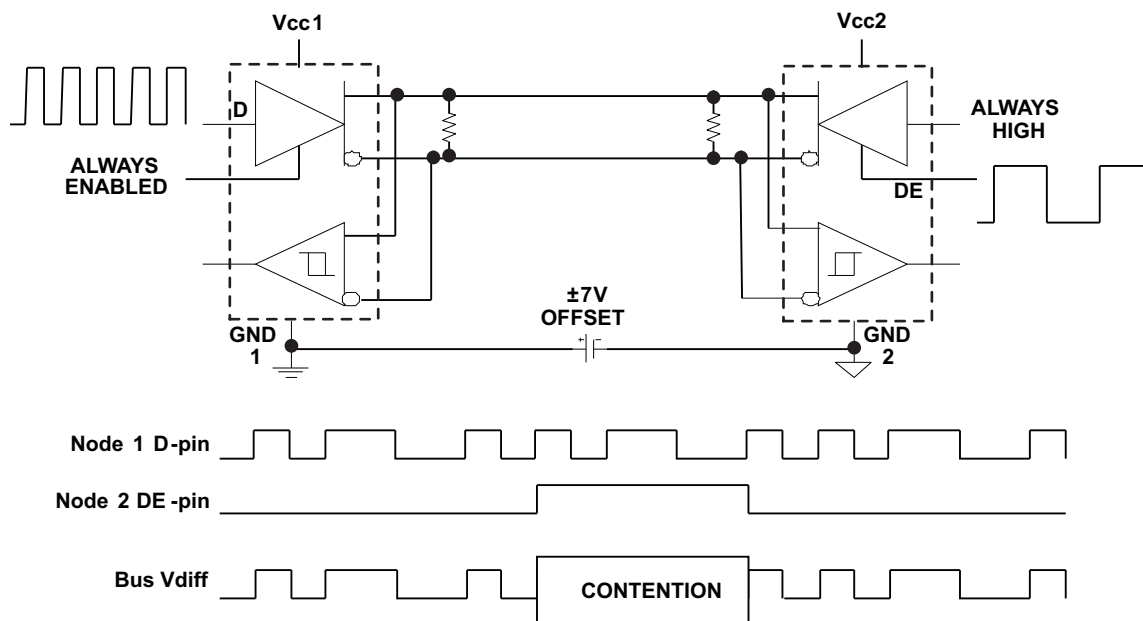 Vcc1
Vcc2
D
ALWAYS
ENABLED
ALWAYS
HIGH
DE
±7V
OFFSET
GND
1
GND
2
+
-
Node 1 D-pin
Node 2 DE-pin
Bus Vdiff
CONTENTION